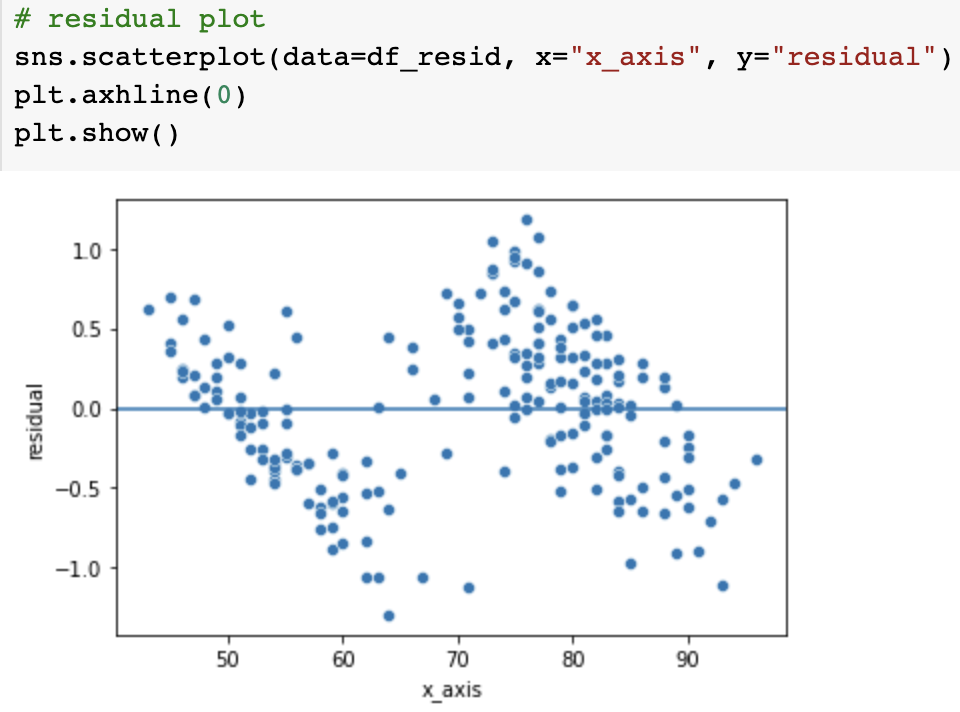 # residual plot
sns.scatterplot(data=df_resid, x="x_axis", y="residual")
plt.axhline(0)
plt.show()
1.0
0.5
0.0
−0.5
−1.0
residual
50 60 70 80 90
x_axis